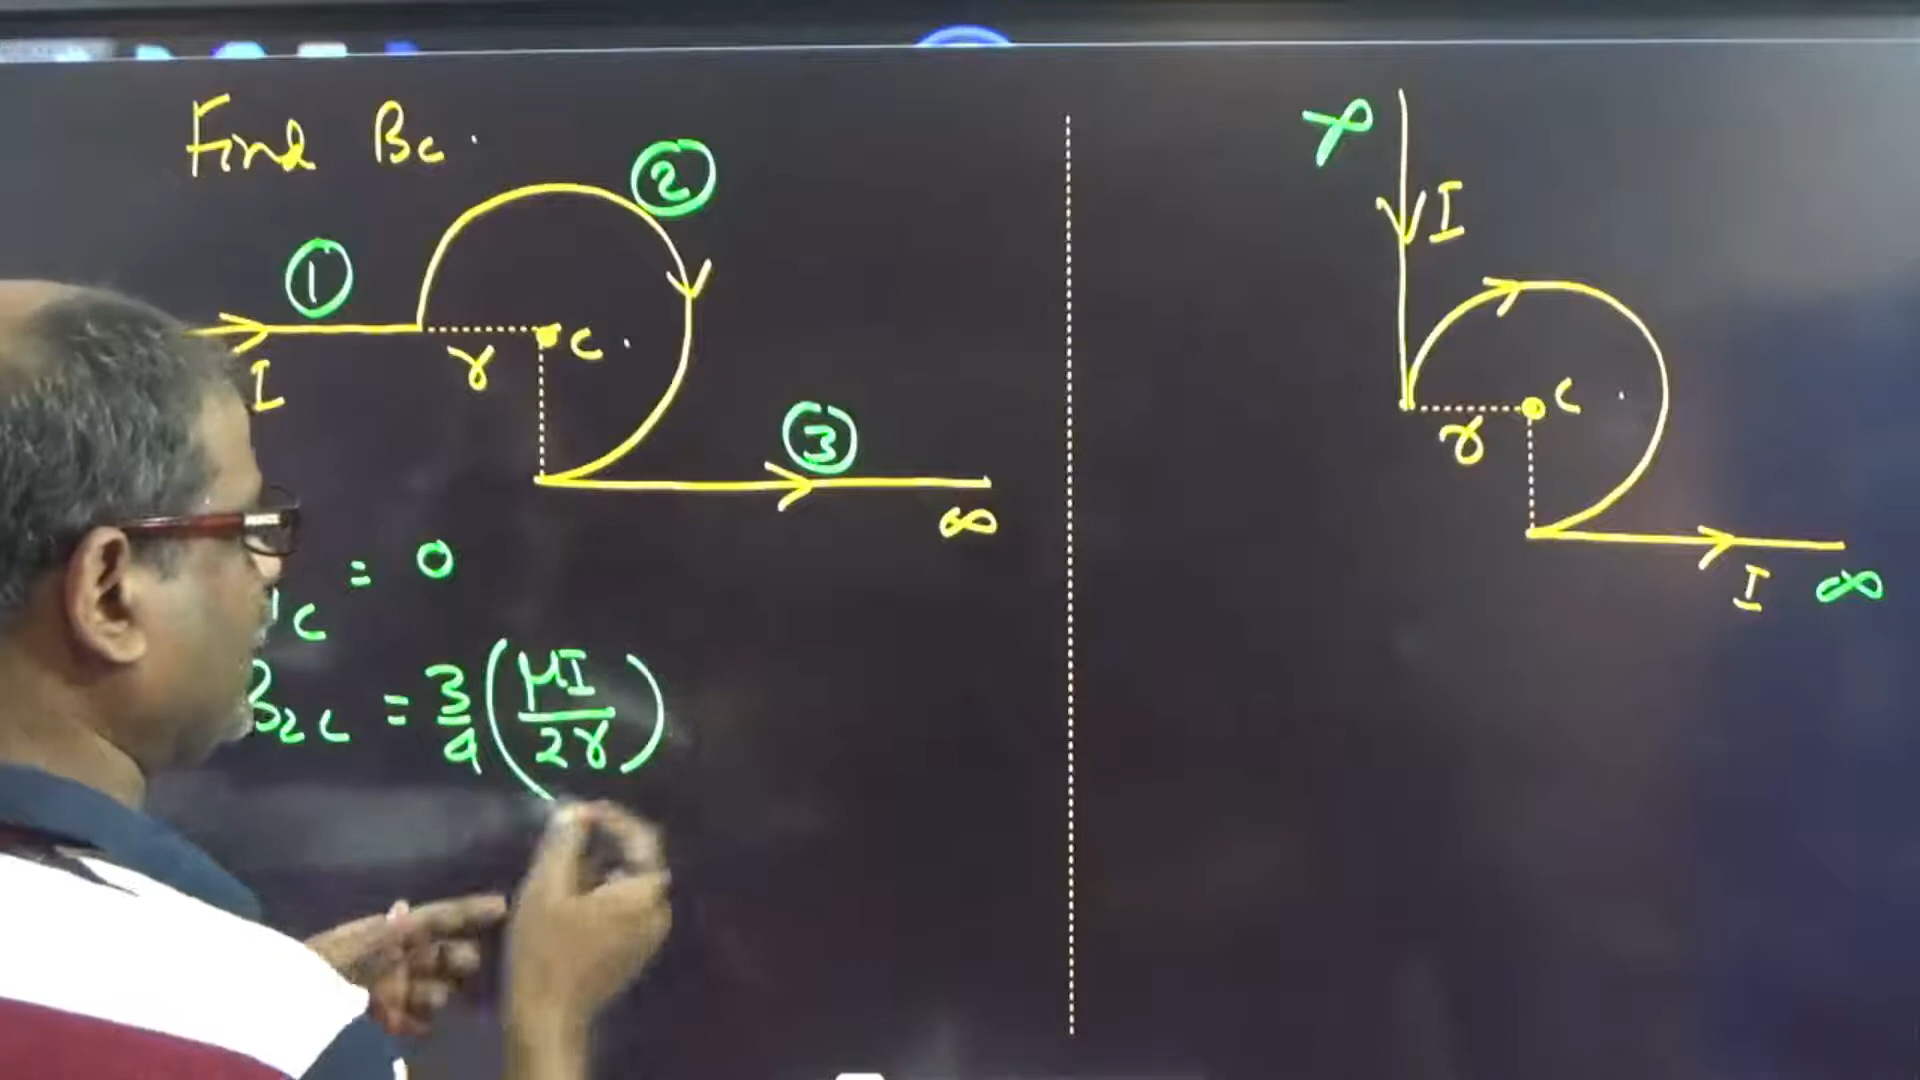 Find Bc.
①
②
I
r
C
③
∞
C = 0
B2C = 3/4 (μI/2r)
∞
I
r
C
I
∞